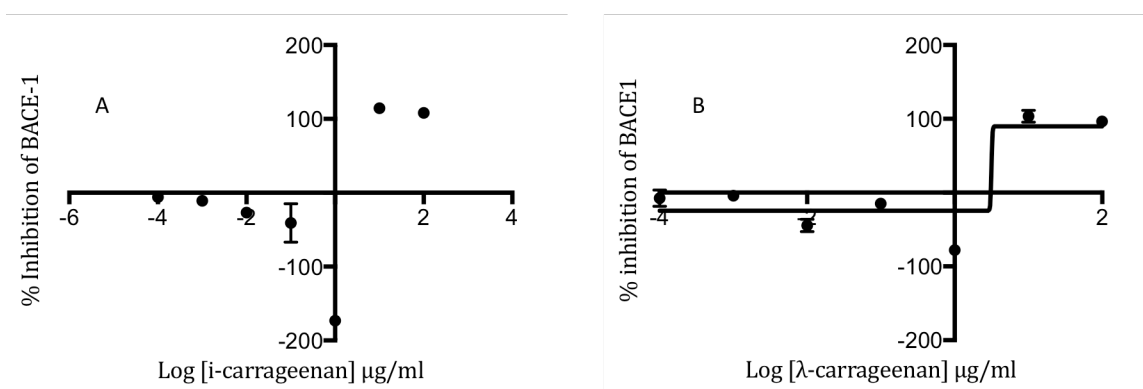 % Inhibition of BACE-1
A
200
100
-100
-200
-6
-4
-2
2
4
Log [i-carrageenan] μg/ml
% inhibition of BACE1
B
200
100
-100
-200
-4
-2
2
Log [λ-carrageenan] μg/ml